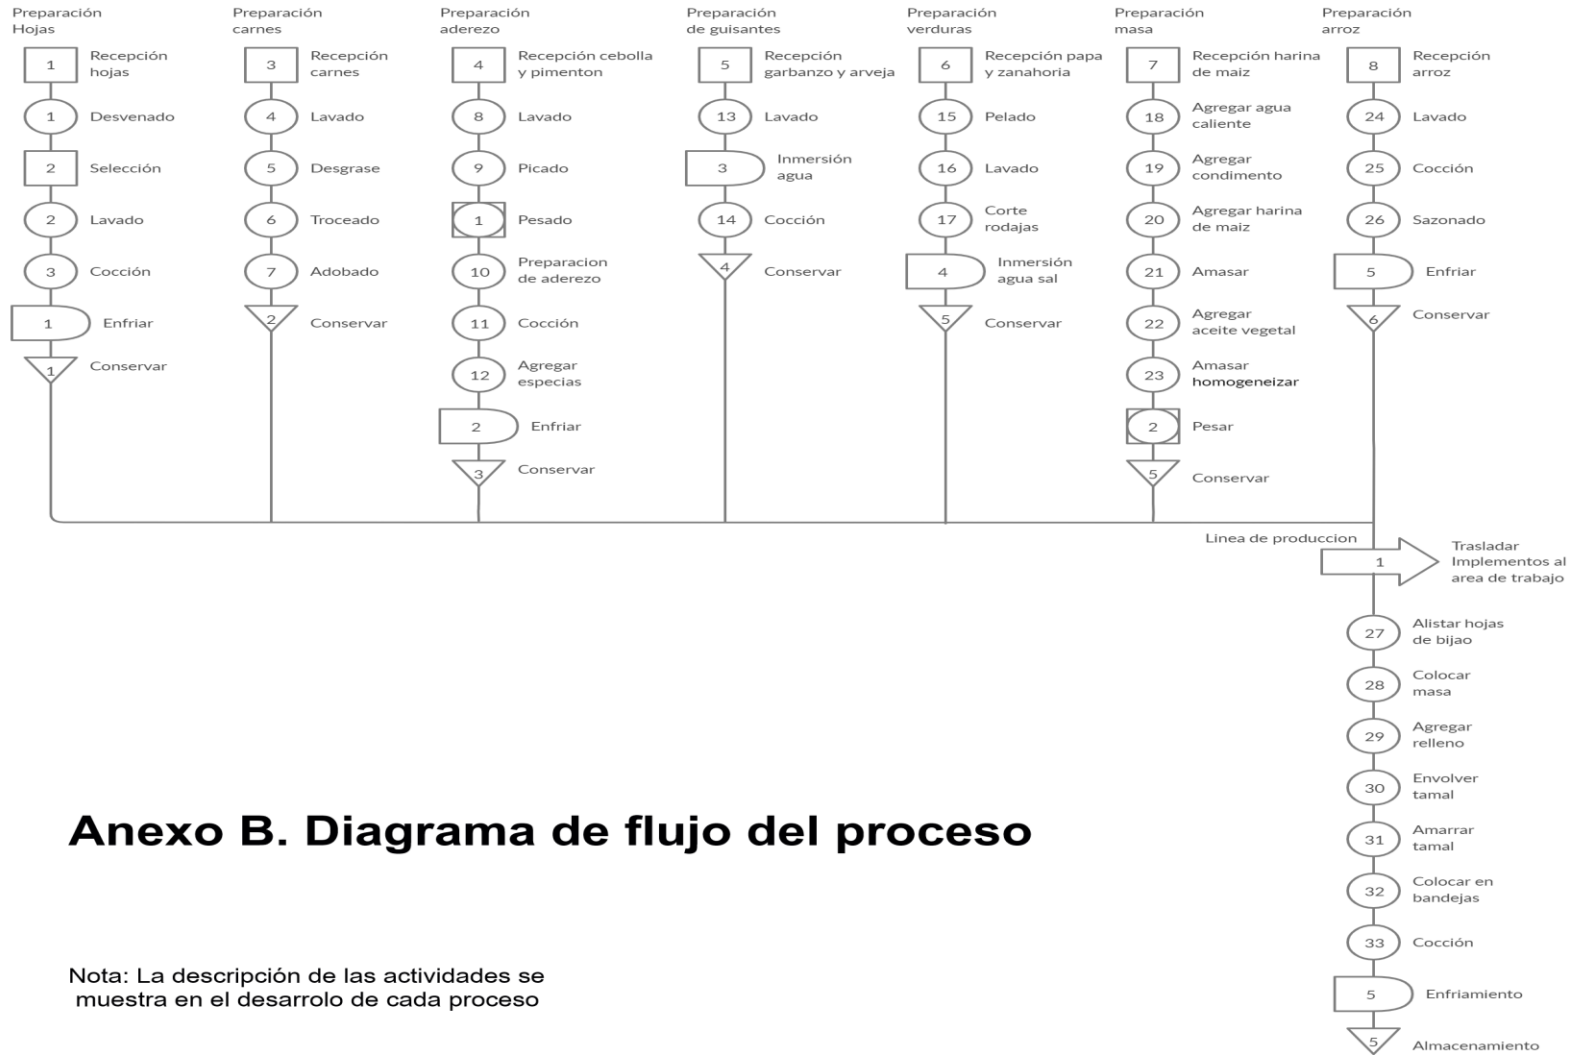 Preparación
Hojas
1
Recepción
hojas
1
Desvenado
2
Selección
2
Lavado
3
Cocción
1
Enfriar
1
Conservar
Preparación
carnes
3
Recepción
carnes
4
Lavado
5
Desgrase
6
Troceado
7
Adobado
2
Conservar
Preparación
aderezo
4
Recepción cebolla
y pimenton
8
Lavado
9
Picado
1
Pesado
10
Preparacion
de aderezo
11
Cocción
12
Agregar
especias
2
Enfriar
3
Conservar
Preparación
de guisantes
5
Recepción
garbanzo y arveja
13
Lavado
3
Inmersión
agua
14
Cocción
4
Conservar
Preparación
verduras
6
Recepción papa
y zanahoria
15
Pelado
16
Lavado
17
Corte
rodajas
4
Inmersión
agua sal
5
Conservar
Preparación
masa
7
Recepción harina
de maiz
18
Agregar agua
caliente
19
Agregar
condimento
20
Agregar harina
de maiz
21
Amasar
22
Agregar
aceite vegetal
23
Amasar
homogeneizar
2
Pesar
5
Conservar
Preparación
arroz
8
Recepción
arroz
24
Lavado
25
Cocción
26
Sazonado
5
Enfriar
6
Conservar
Linea de produccion
1
Trasladar
Implementos al
area de trabajo
27
Alistar hojas
de bijao
28
Colocar
masa
29
Agregar
relleno
30
Envolver
tamal
31
Amarrar
tamal
32
Colocar en
bandejas
33
Cocción
5
Enfriamiento
5
Almacenamiento
Anexo B. Diagrama de flujo del proceso
Nota: La descripción de las actividades se
muestra en el desarrolo de cada proceso